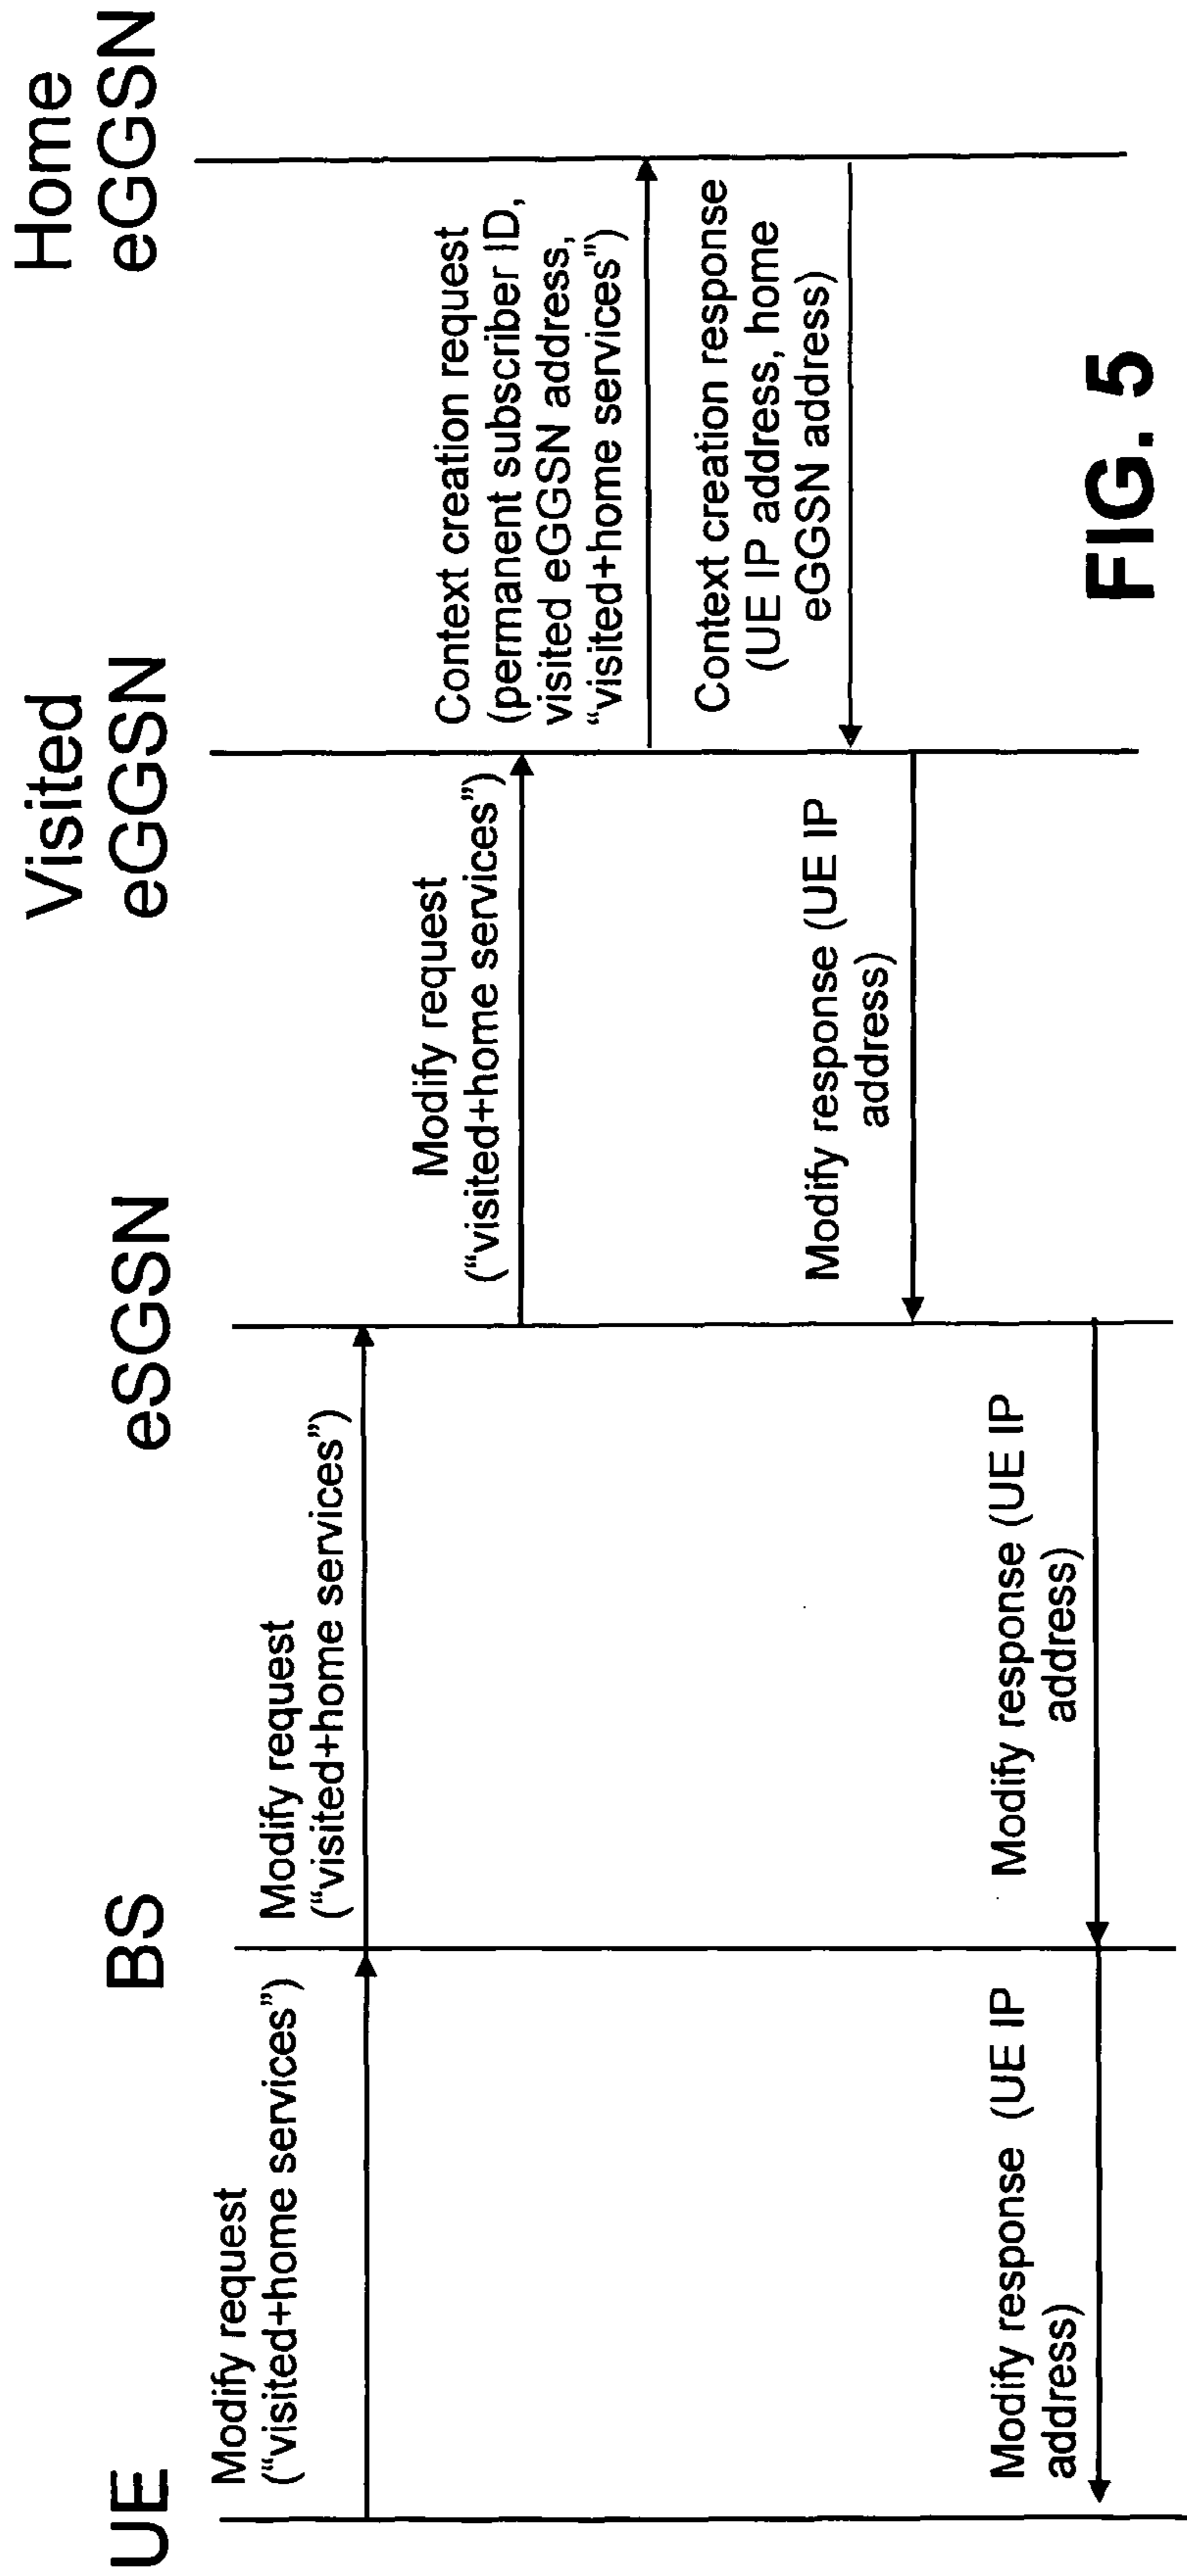 UE
BS
eSGSN
Visited
eGGSN
Home
eGGSN
Modify request
(“visited+home services”)
Modify request
(“visited+home services”)
Modify request
(“visited+home services”)
Context creation request
(permanent subscriber ID,
visited eGGSN address,
“visited+home services”)
Context creation response
(UE IP address, home
eGGSN address)
Modify response (UE IP
address)
Modify response (UE IP
address)
Modify response (UE IP
address)
FIG. 5